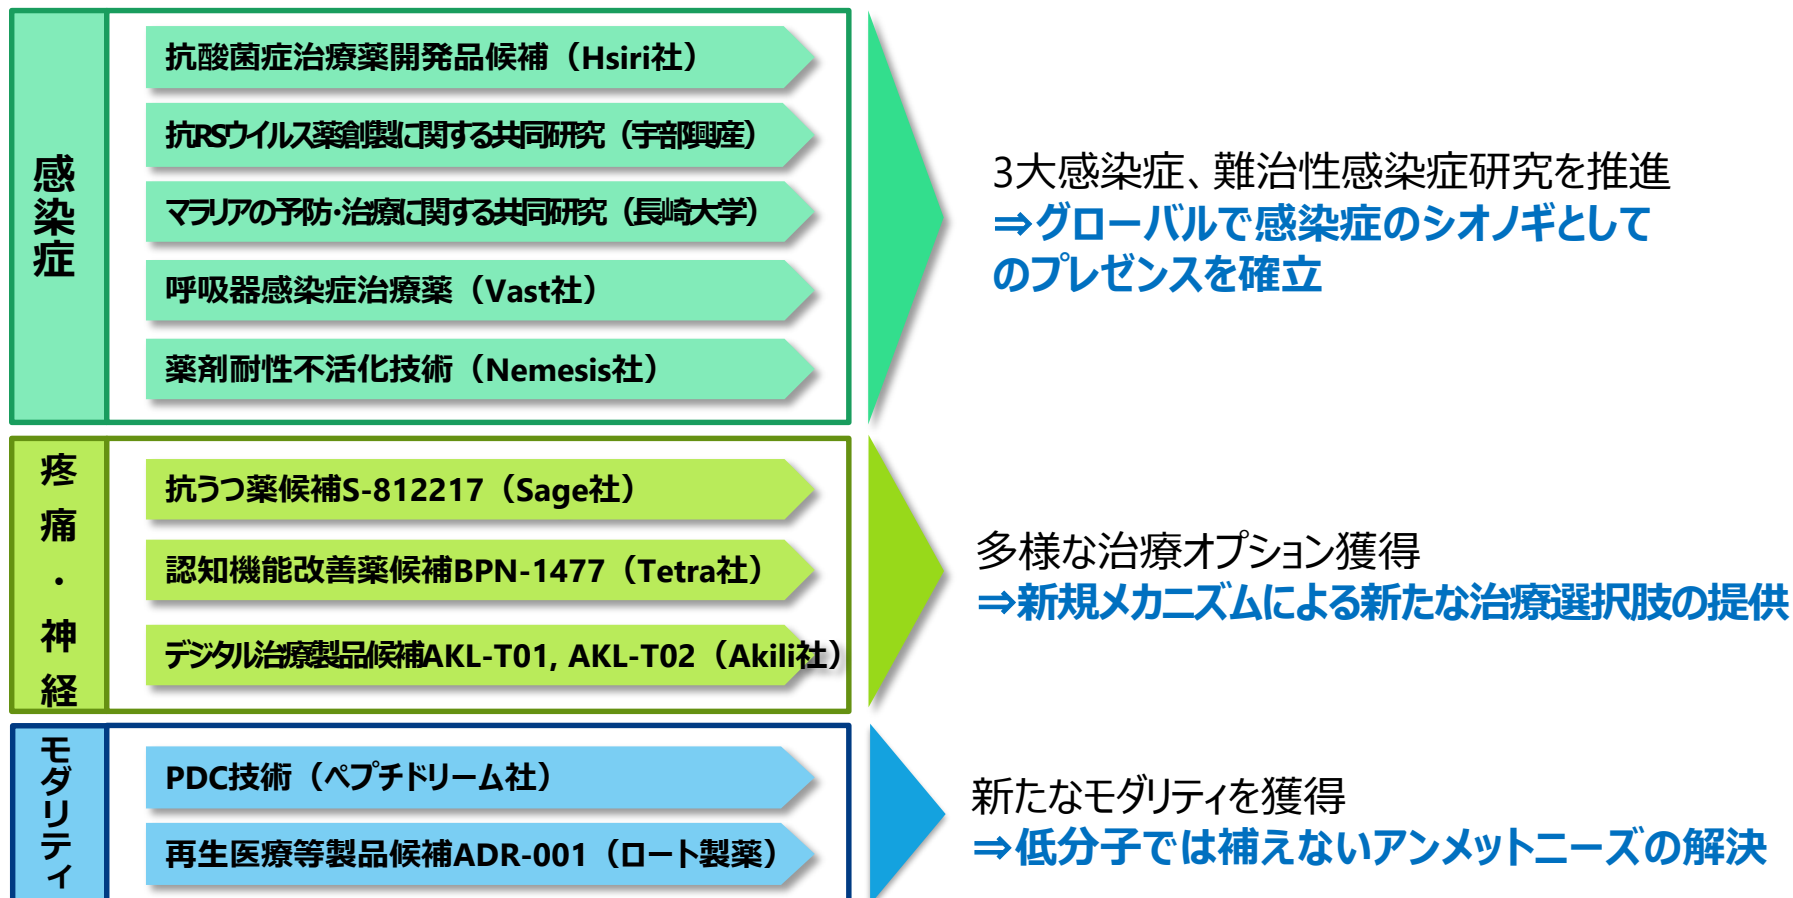 感染症
抗酸菌症治療薬開発品候補（Hsiri社）
抗RSウイルス薬創製に関する共同研究（宇部興産）
マラリアの予防・治療に関する共同研究（長崎大学）
呼吸器感染症治療薬（Vast社）
薬剤耐性不活化技術（Nemesis社）
3大感染症、難治性感染症研究を推進
⇒グローバルで感染症のシオノギとして
のプレゼンスを確立
疼痛・神経
抗うつ薬候補S-812217（Sage社）
認知機能改善薬候補BPN-1477（Tetra社）
デジタル治療製品候補AKL-T01, AKL-T02（Akili社）
多様な治療オプション獲得
⇒新規メカニズムによる新たな治療選択肢の提供
モダリティ
PDC技術（ペプチドリーム社）
再生医療等製品候補ADR-001（ロート製薬）
新たなモダリティを獲得
⇒低分子では補えないアンメットニーズの解決